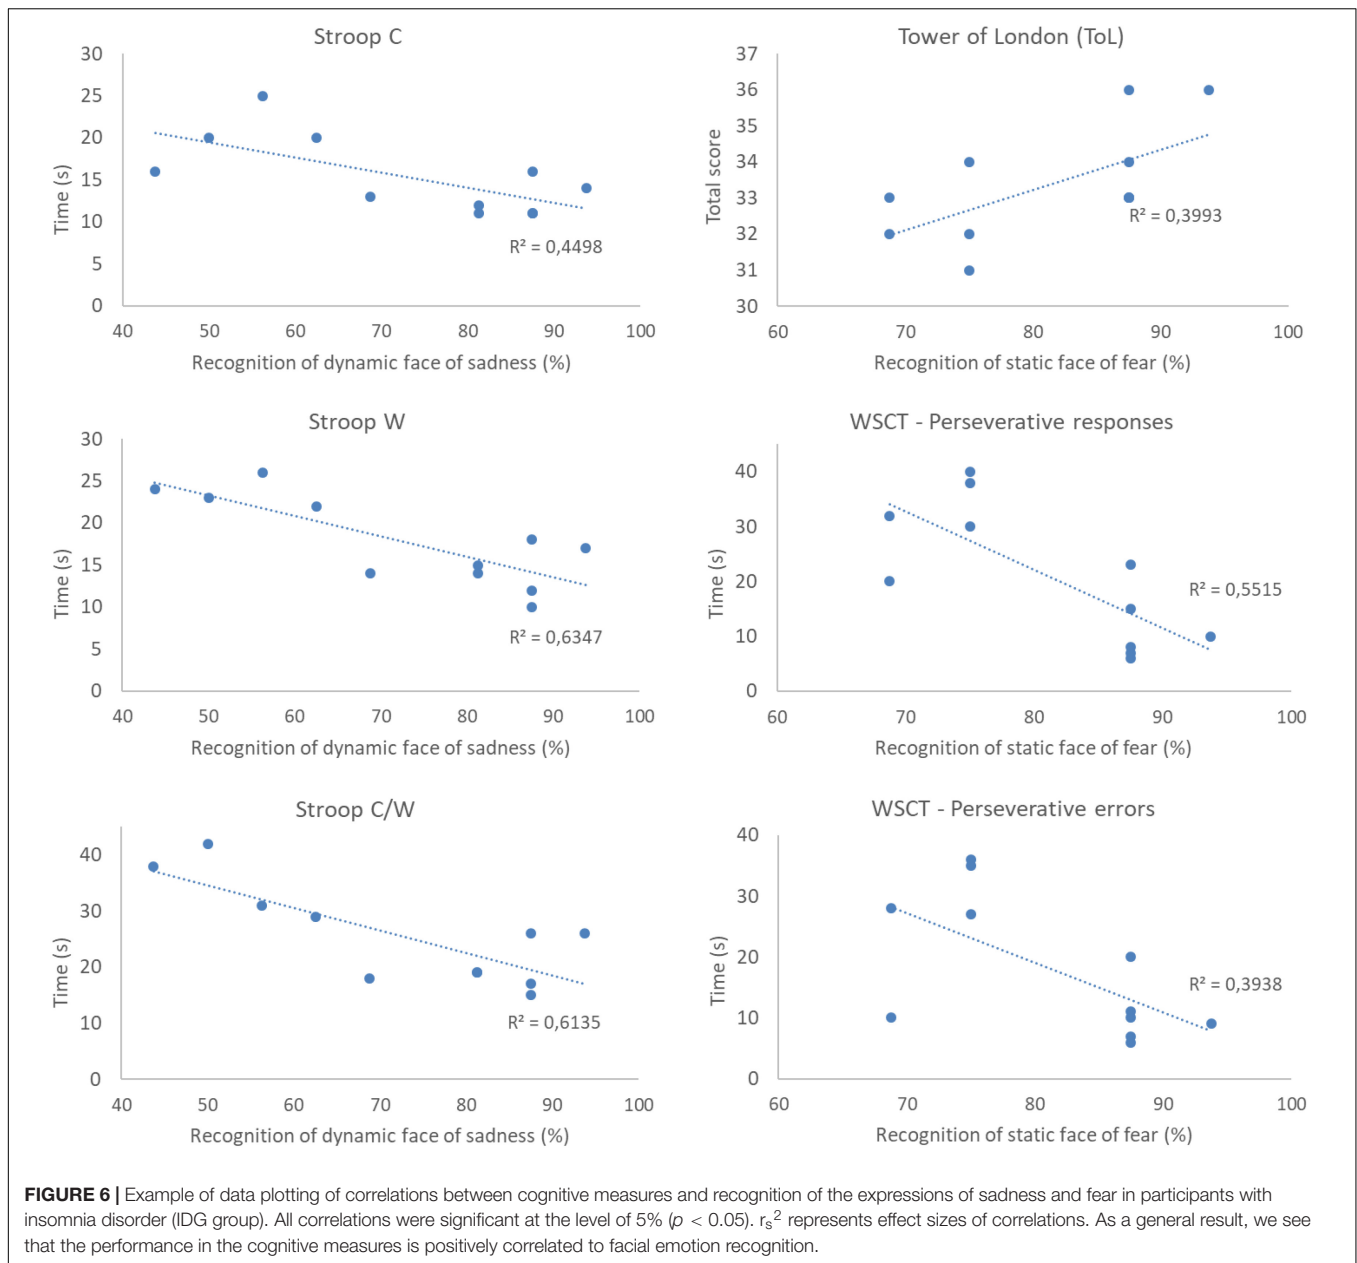 Stroop C
30
25
20
15
10
5
0
Time (s)
40 50 60 70 80 90 100
Recognition of dynamic face of sadness (%)
R² = 0,4498
Tower of London (ToL)
37
36
35
34
33
32
31
30
Total score
60 70 80 90 100
Recognition of static face of fear (%)
R² = 0,3993
Stroop W
30
25
20
15
10
5
0
Time (s)
40 50 60 70 80 90 100
Recognition of dynamic face of sadness (%)
R² = 0,6347
WSCT - Perseverative responses
40
30
20
10
0
Time (s)
60 70 80 90 100
Recognition of static face of fear (%)
R² = 0,5515
Stroop C/W
40
30
20
10
0
Time (s)
40 50 60 70 80 90 100
Recognition of dynamic face of sadness (%)
R² = 0,6135
WSCT - Perseverative errors
40
30
20
10
0
Time (s)
60 70 80 90 100
Recognition of static face of fear (%)
R² = 0,3938
FIGURE 6 | Example of data plotting of correlations between cognitive measures and recognition of the expressions of sadness and fear in participants with
insomnia disorder (IDG group). All correlations were significant at the level of 5% (p < 0.05). rₛ² represents effect sizes of correlations. As a general result, we see
that the performance in the cognitive measures is positively correlated to facial emotion recognition.